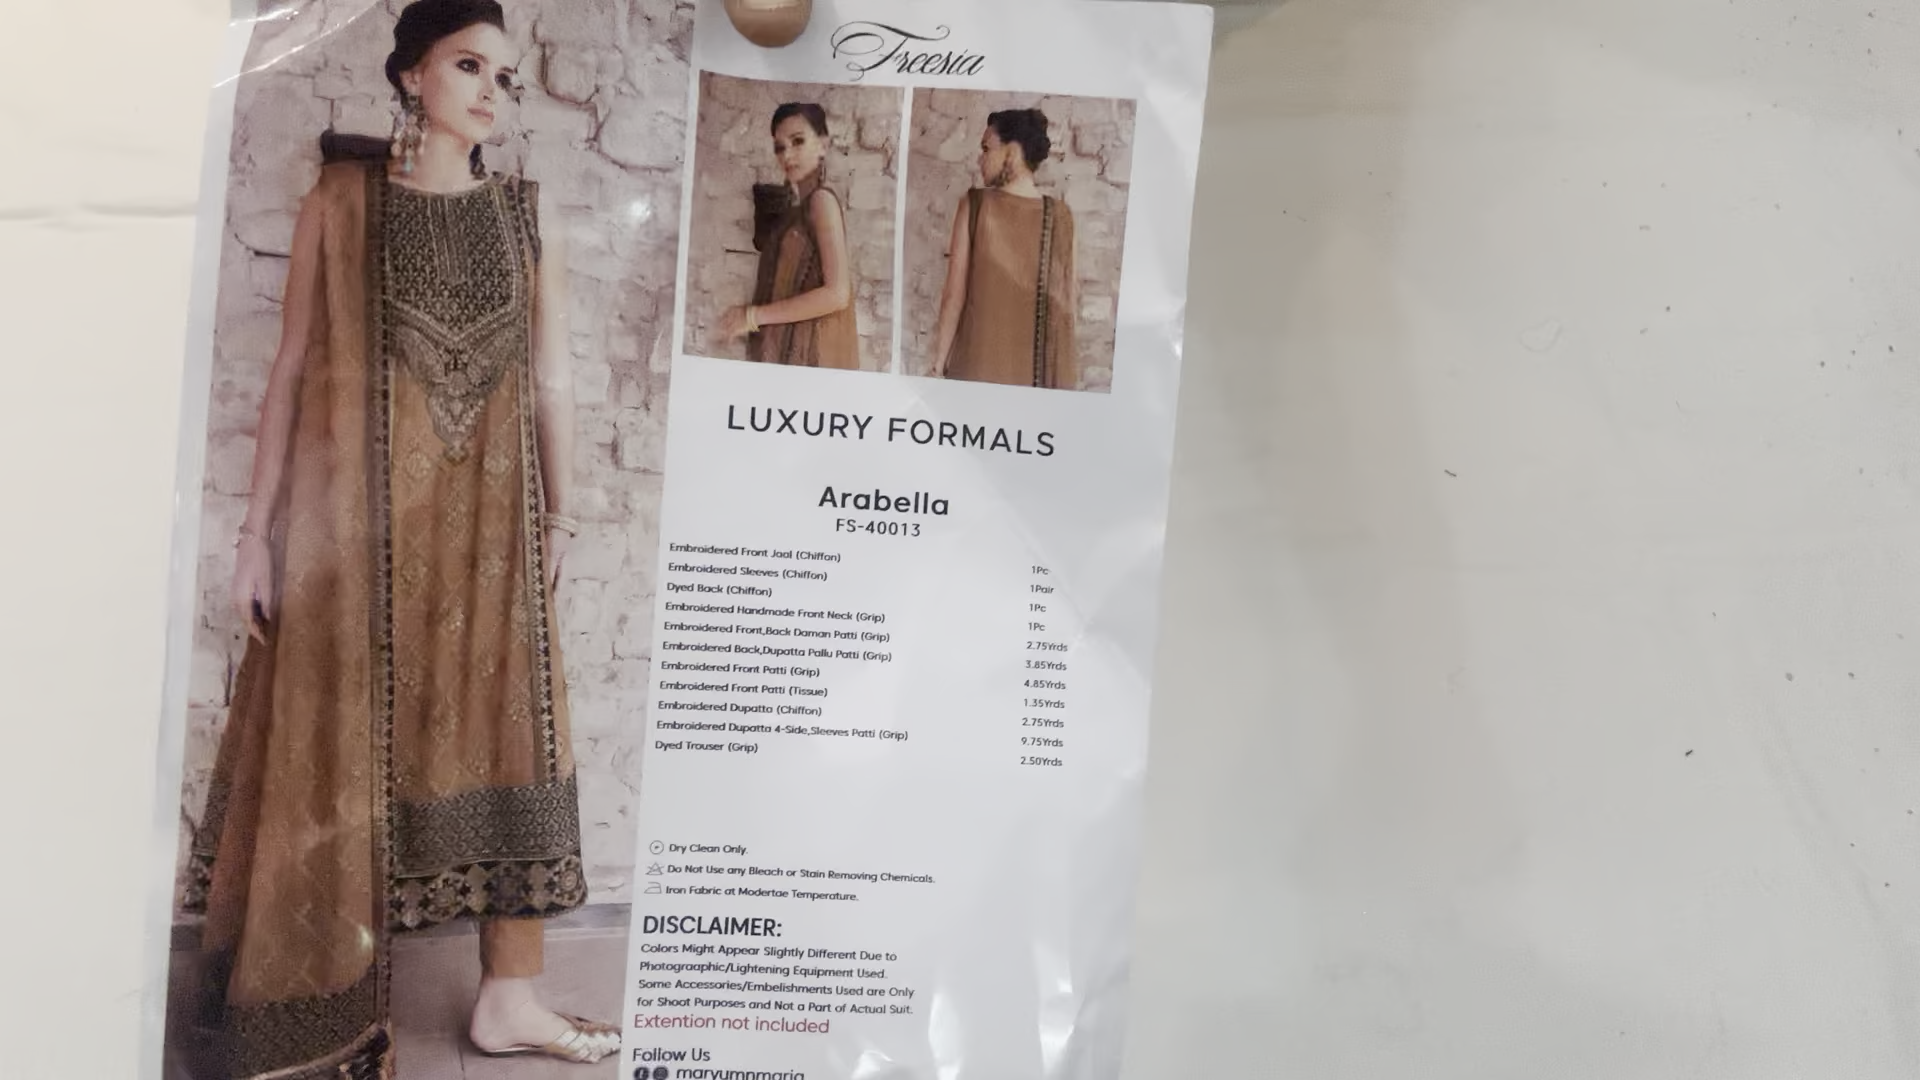 Freesia
LUXURY FORMALS
Arabella
FS-40013
Embroidered Front Jaal (Chiffon) 1Pc
Embroidered Sleeves (Chiffon) 1Pair
Dyed Back (Chiffon) 1Pc
Embroidered Handmade Front Neck (Grip) 1Pc
Embroidered Front,Back Daman Patti (Grip) 2.75Yrds
Embroidered Back,Dupatta Pallu Patti (Grip) 3.85Yrds
Embroidered Front Patti (Grip) 4.85Yrds
Embroidered Front Patti (Tissue) 1.35Yrds
Embroidered Dupatta (Chiffon) 2.75Yrds
Embroidered Dupatta 4-Side,Sleeves Patti (Grip) 9.75Yrds
Dyed Trouser (Grip) 2.50Yrds
Dry Clean Only.
Do Not Use any Bleach or Stain Removing Chemicals.
Iron Fabric at Modertae Temperature.
DISCLAIMER:
Colors Might Appear Slightly Different Due to
Photograaphic/Lightening Equipment Used.
Some Accessories/Embelishments Used are Only
for Shoot Purposes and Not a Part of Actual Suit.
Extention not included
Follow Us
marvumnmaria